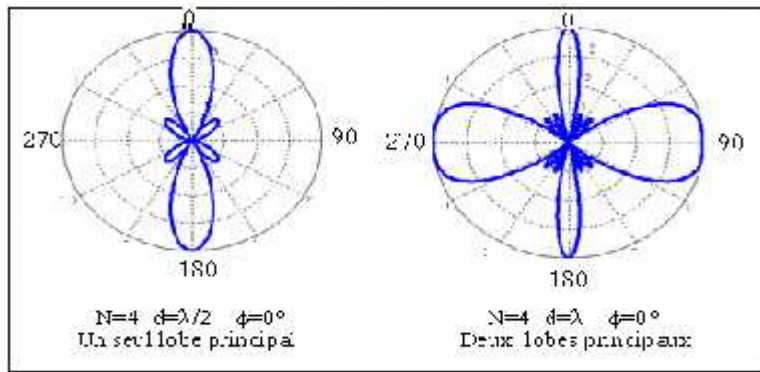 0
270
90
180
N=4 d=λ/2 ϕ=0°
Un seul lobe principal
0
270
90
180
N=4 d=λ ϕ=0°
Deux lobes principaux